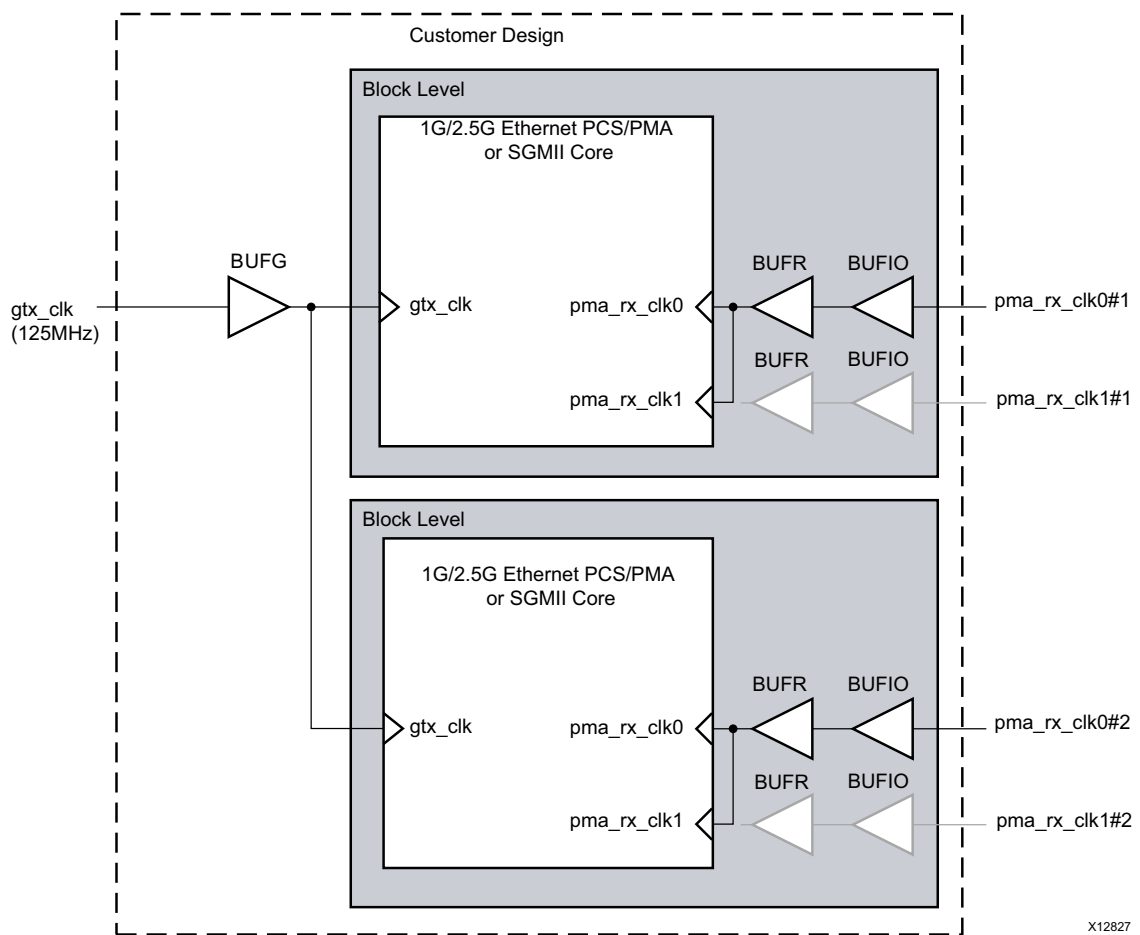 Customer Design
Block Level
1G/2.5G Ethernet PCS/PMA
or SGMII Core
BUFG
BUFR
BUFIO
gtx_clk
(125MHz)
gtx_clk
pma_rx_clk0
pma_rx_clk0#1
BUFR
BUFIO
pma_rx_clk1
pma_rx_clk1#1
Block Level
1G/2.5G Ethernet PCS/PMA
or SGMII Core
BUFR
BUFIO
gtx_clk
pma_rx_clk0
pma_rx_clk0#2
BUFR
BUFIO
pma_rx_clk1
pma_rx_clk1#2
X12827